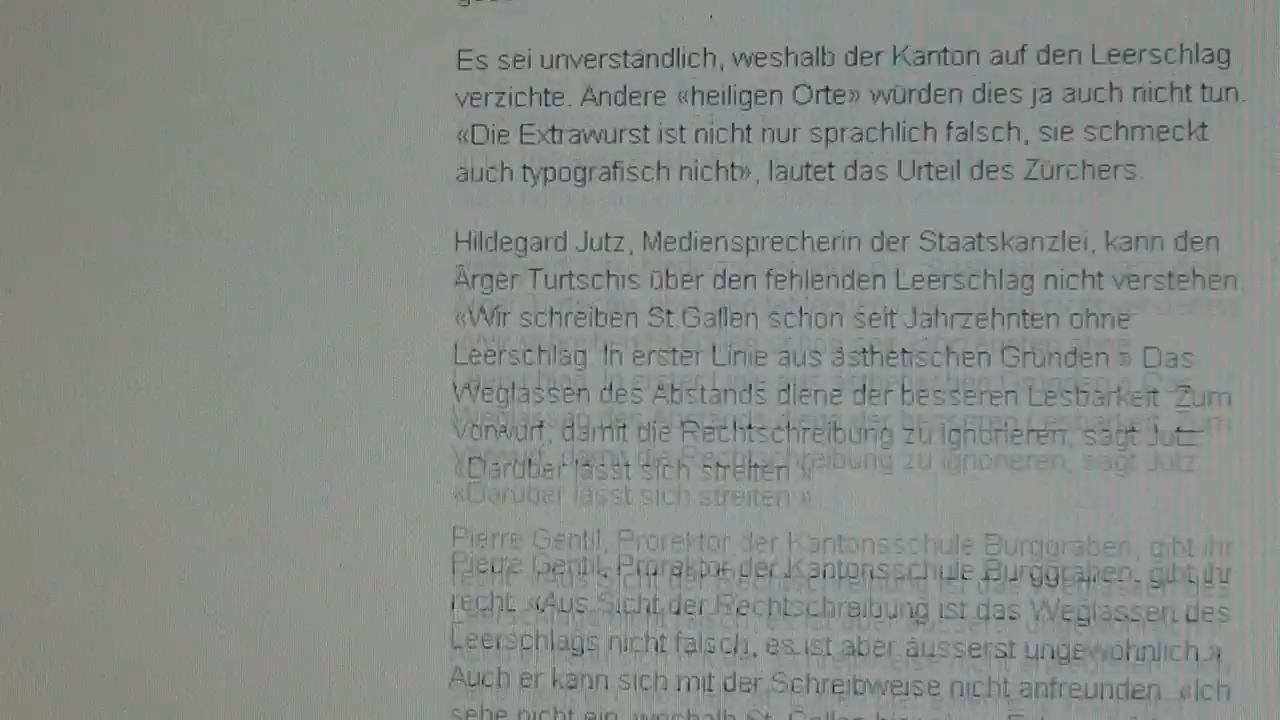 Es sei unverständlich, weshalb der Kanton auf den Leerschlag
verzichte. Andere «heiligen Orte» würden dies ja auch nicht tun.
«Die Extrawurst ist nicht nur sprachlich falsch, sie schmeckt
auch typografisch nicht», lautet das Urteil des Zürchers.
Hildegard Jutz, Mediensprecherin der Staatskanzlei, kann den
Ärger Turtschis über den fehlenden Leerschlag nicht verstehen.
«Wir schreiben St.Gallen schon seit Jahrzehnten ohne
Leerschlag. In erster Linie aus ästhetischen Gründen.» Das
Weglassen des Abstands diene der besseren Lesbarkeit. Zum
Vorwurf, damit die Rechtschreibung zu ignorieren, sagt Jutz:
«Darüber lässt sich streiten.»
Pierre Gentil, Prorektor der Kantonsschule Burggraben, gibt ihr
recht. «Aus Sicht der Rechtschreibung ist das Weglassen des
Leerschlags nicht falsch, es ist aber äusserst ungewöhnlich.»
Auch er kann sich mit der Schreibweise nicht anfreunden. «Ich
sehe nicht ein, weshalb St. Gallen